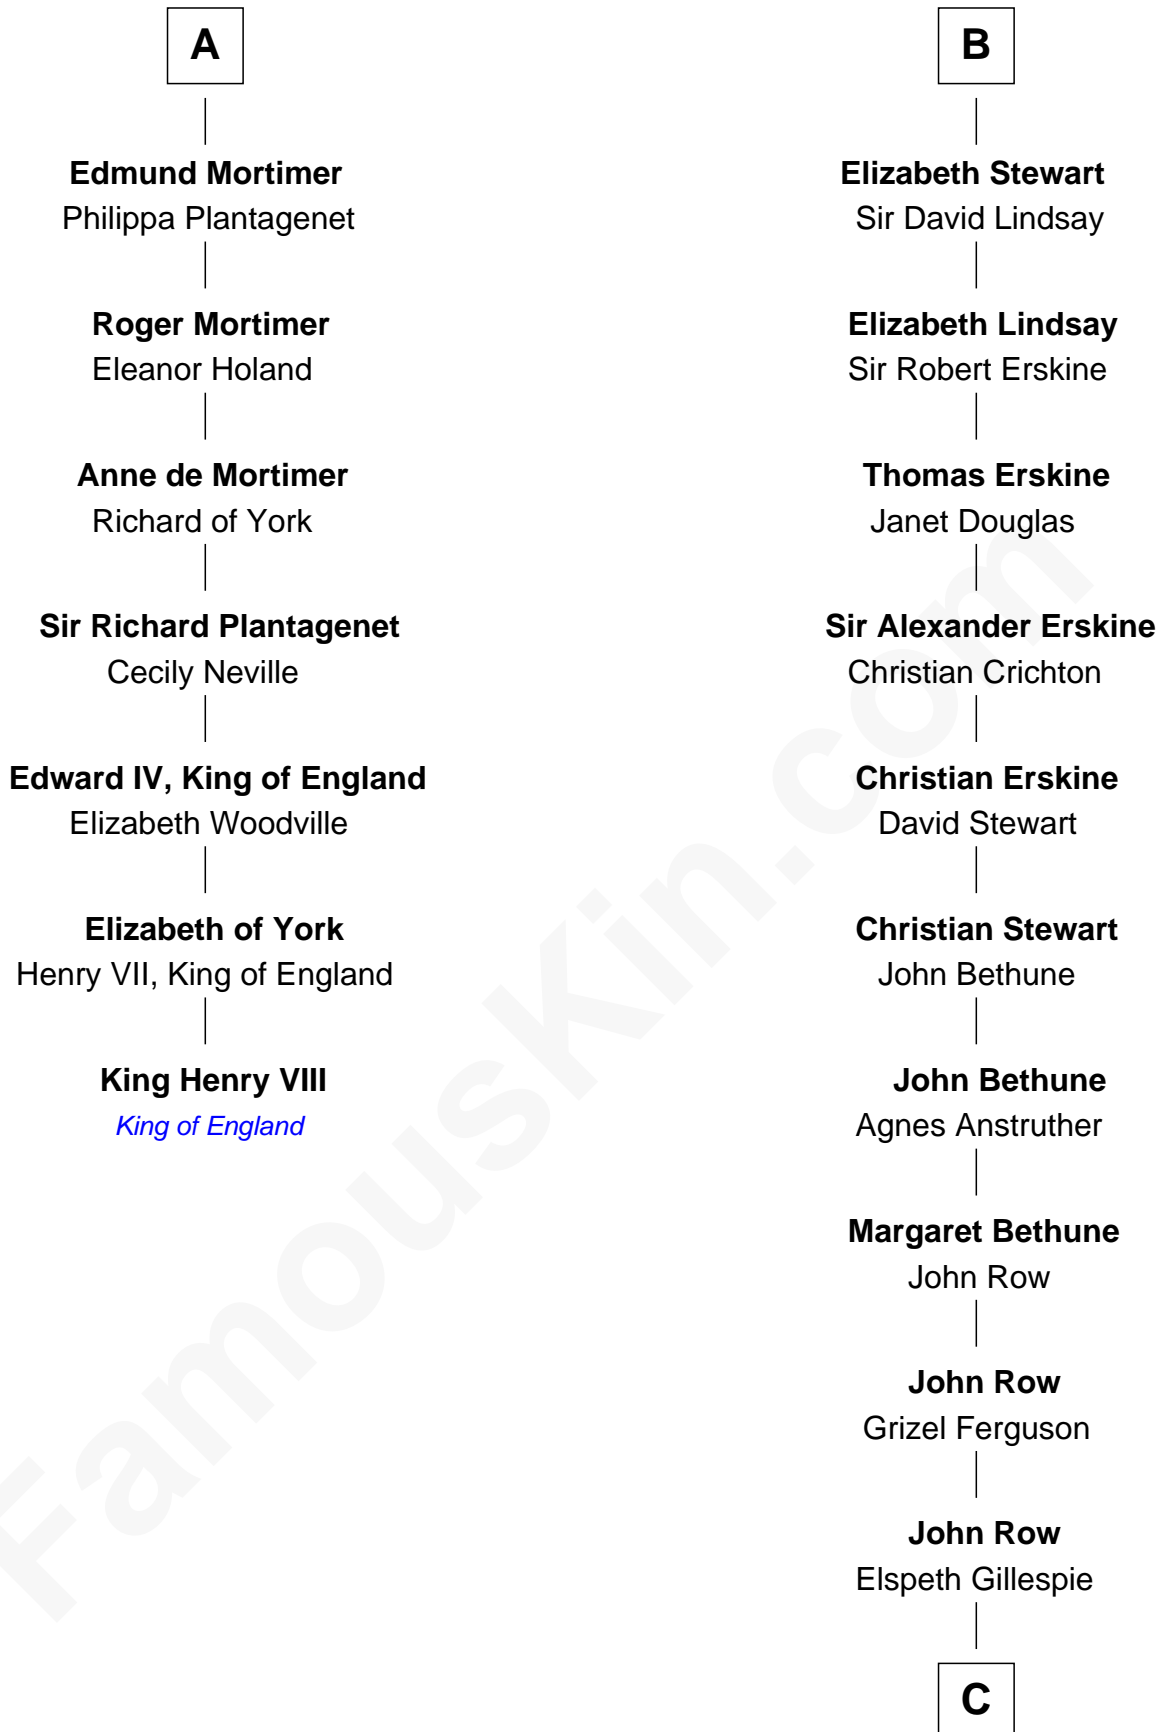 A
Edmund Mortimer
Philippa Plantagenet
Roger Mortimer
Eleanor Holand
Anne de Mortimer
Richard of York
Sir Richard Plantagenet
Cecily Neville
Edward IV, King of England
Elizabeth Woodville
Elizabeth of York
Henry VII, King of England
King Henry VIII
King of England
B
Elizabeth Stewart
Sir David Lindsay
Elizabeth Lindsay
Sir Robert Erskine
Thomas Erskine
Janet Douglas
Sir Alexander Erskine
Christian Crichton
Christian Erskine
David Stewart
Christian Stewart
John Bethune
John Bethune
Agnes Anstruther
Margaret Bethune
John Row
John Row
Grizel Ferguson
John Row
Elspeth Gillespie
C
FamousKin.com